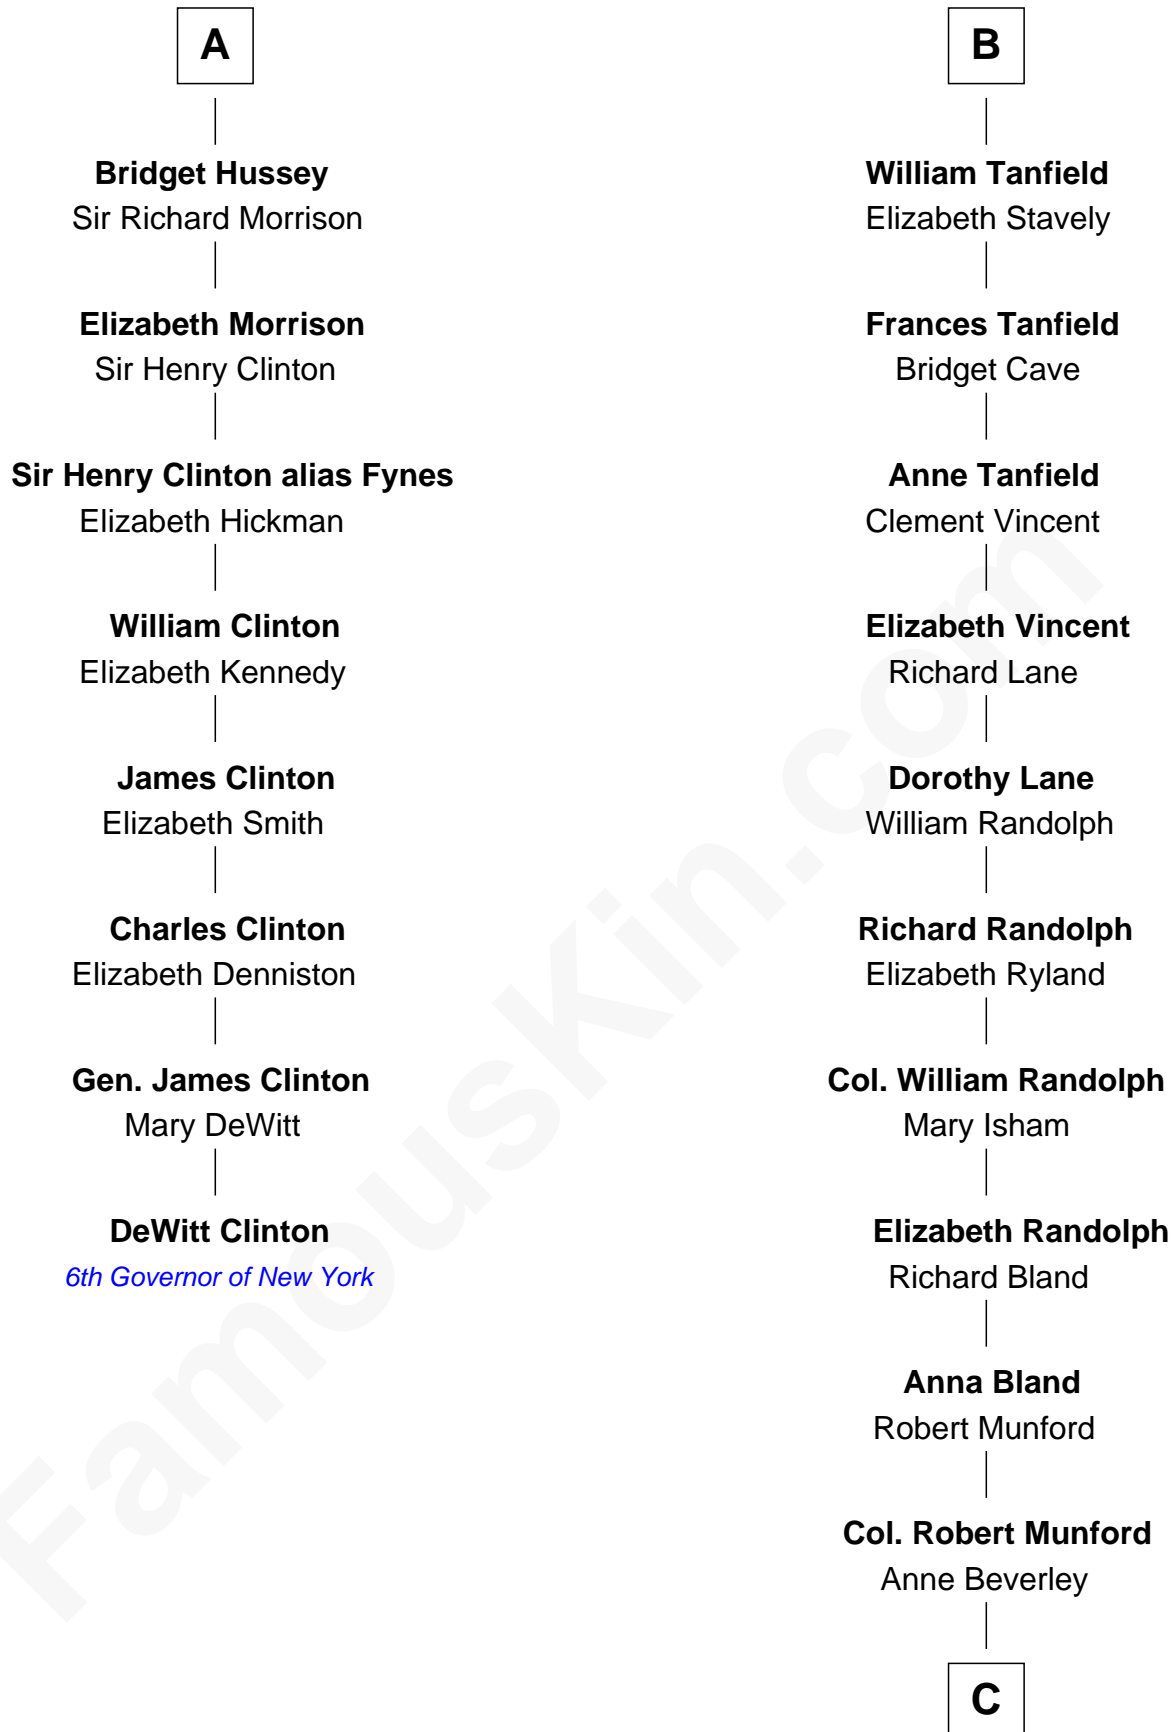 A
Bridget Hussey
Sir Richard Morrison
Elizabeth Morrison
Sir Henry Clinton
Sir Henry Clinton alias Fynes
Elizabeth Hickman
William Clinton
Elizabeth Kennedy
James Clinton
Elizabeth Smith
Charles Clinton
Elizabeth Denniston
Gen. James Clinton
Mary DeWitt
DeWitt Clinton
6th Governor of New York
B
William Tanfield
Elizabeth Stavely
Frances Tanfield
Bridget Cave
Anne Tanfield
Clement Vincent
Elizabeth Vincent
Richard Lane
Dorothy Lane
William Randolph
Richard Randolph
Elizabeth Ryland
Col. William Randolph
Mary Isham
Elizabeth Randolph
Richard Bland
Anna Bland
Robert Munford
Col. Robert Munford
Anne Beverley
C
FamousKin.com